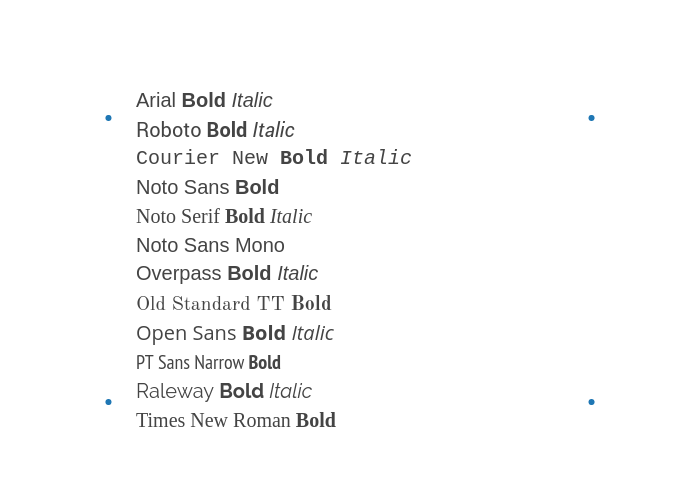 Arial Bold Italic
Roboto Bold Italic
Courier New Bold Italic
Noto Sans Bold
Noto Serif Bold Italic
Noto Sans Mono
Overpass Bold Italic
Old Standard TT Bold
Open Sans Bold Italic
PT Sans Narrow Bold
Raleway Bold Italic
Times New Roman Bold